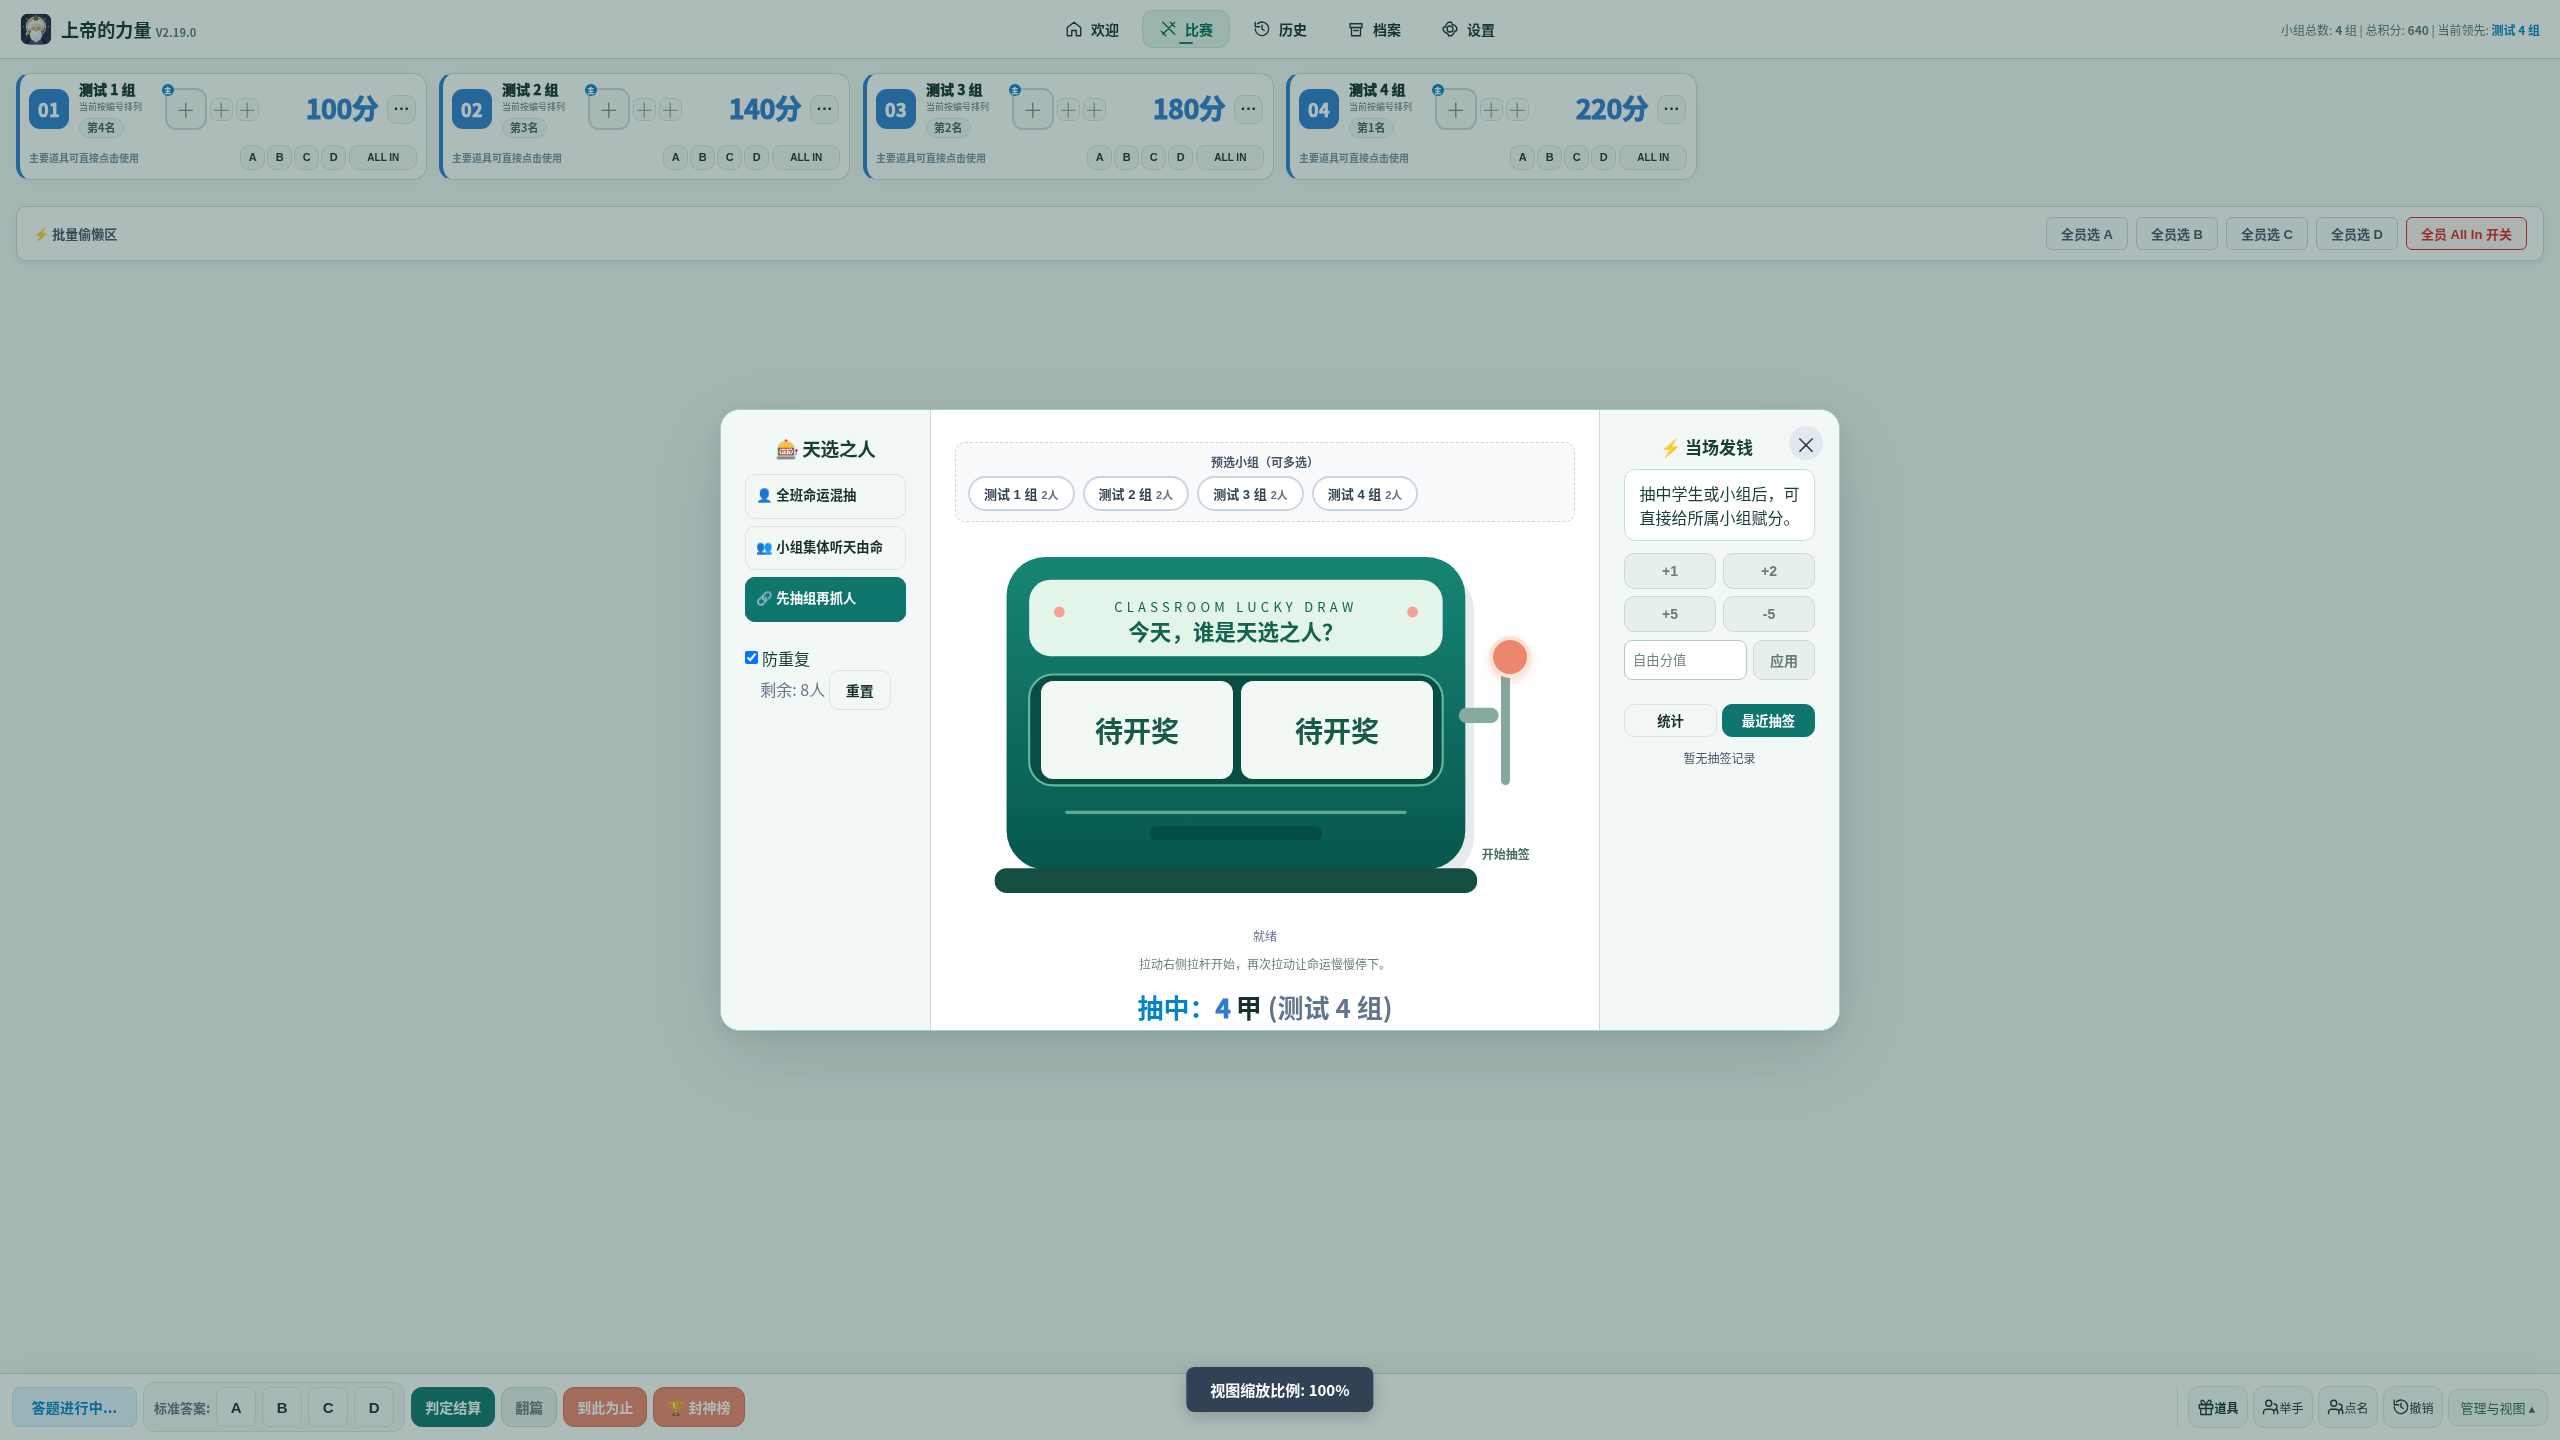 上帝的力量 V2.19.0
欢迎
比赛
历史
档案
设置
小组总数: 4 组 | 总积分: 640 | 当前领先: 测试 4 组
01
测试 1 组
当前按编号排列
第4名
主
100分
主要道具可直接点击使用
A B C D ALL IN
02
测试 2 组
当前按编号排列
第3名
主
140分
主要道具可直接点击使用
A B C D ALL IN
03
测试 3 组
当前按编号排列
第2名
主
180分
主要道具可直接点击使用
A B C D ALL IN
04
测试 4 组
当前按编号排列
第1名
主
220分
主要道具可直接点击使用
A B C D ALL IN
⚡ 批量偷懒区
全员选 A
全员选 B
全员选 C
全员选 D
全员 All In 开关
🎰 天选之人
👤 全班命运混抽
👥 小组集体听天由命
🔗 先抽组再抓人
防重复
剩余: 8人
重置
预选小组（可多选）
测试 1 组 2人
测试 2 组 2人
测试 3 组 2人
测试 4 组 2人
CLASSROOM LUCKY DRAW
今天，谁是天选之人？
待开奖
待开奖
开始抽签
就绪
拉动右侧拉杆开始，再次拉动让命运慢慢停下。
抽中：4 甲 (测试 4 组)
⚡ 当场发钱
抽中学生或小组后，可
直接给所属小组赋分。
+1
+2
+5
-5
自由分值
应用
统计
最近抽签
暂无抽签记录
答题进行中...
标准答案: A B C D
判定结算
翻篇
到此为止
🏆 封神榜
视图缩放比例: 100%
道具
举手
点名
撤销
管理与视图 ▴